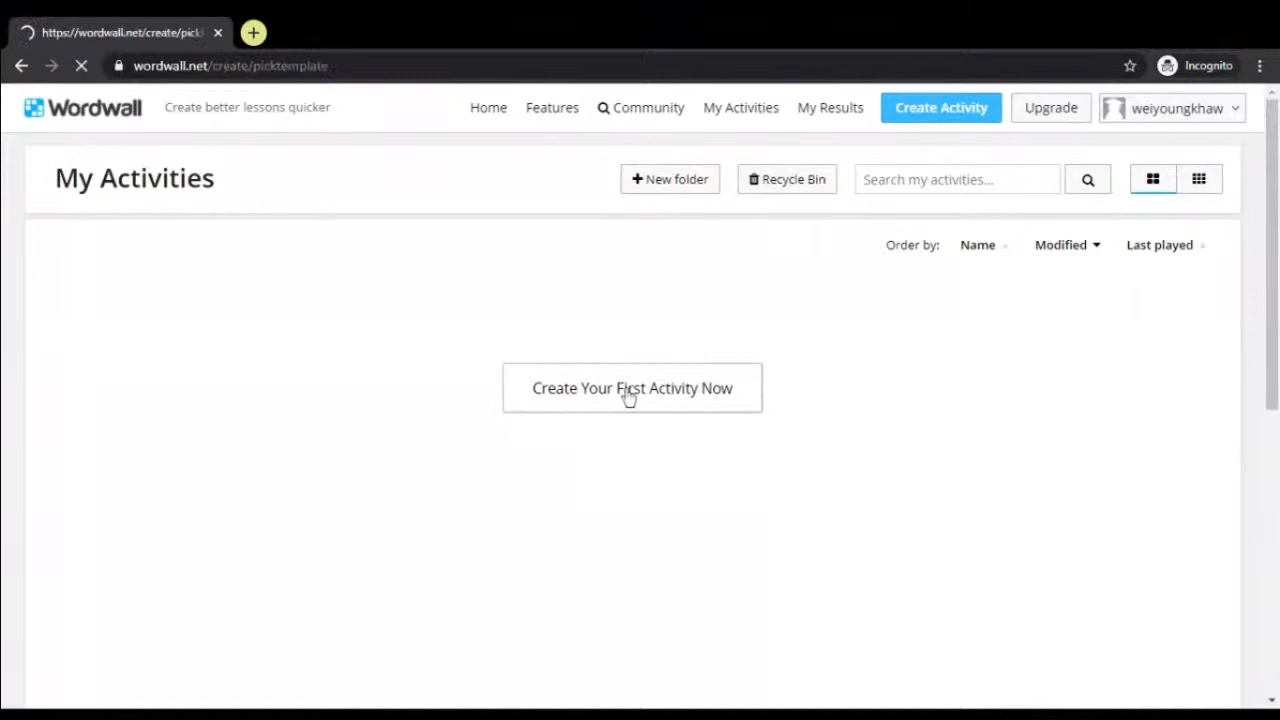 https://wordwall.net/create/pick
wordwall.net/create/picktemplate
Incognito
Wordwall
Create better lessons quicker
Home
Features
Community
My Activities
My Results
Create Activity
Upgrade
weiyoungkhaw
My Activities
New folder
Recycle Bin
Search my activities...
Order by:
Name
Modified
Last played
Create Your First Activity Now